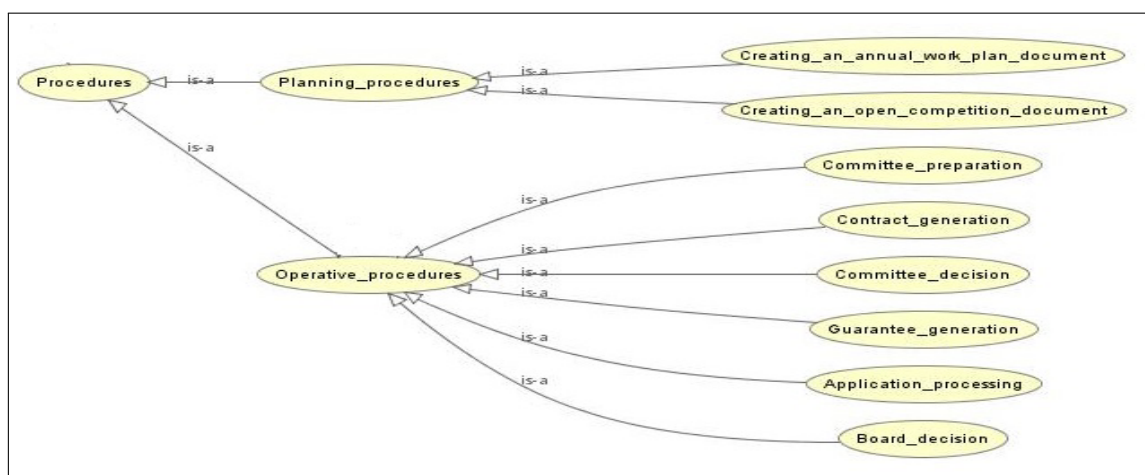 Procedures
is-a
Planning_procedures
is-a
Creating_an_annual_work_plan_document
is-a
Creating_an_open_competition_document
is-a
Operative_procedures
is-a
Committee_preparation
is-a
Contract_generation
is-a
Committee_decision
is-a
Guarantee_generation
is-a
Application_processing
is-a
Board_decision